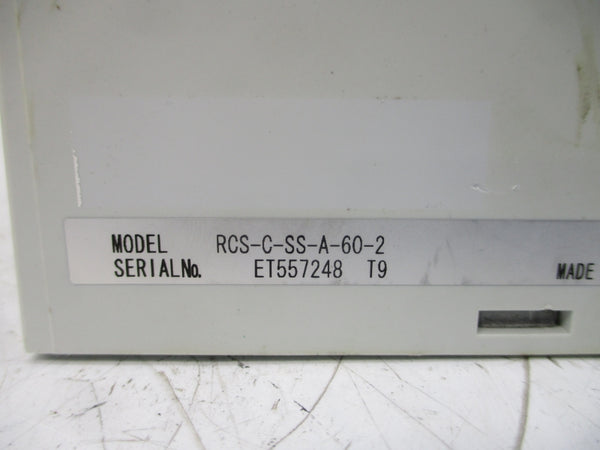 MODEL RCS-C-SS-A-60-2
SERIALNo. ET557248 T9 MADE